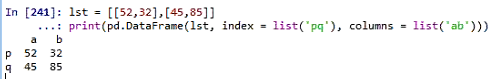 In [241]: lst = [[52,32],[45,85]]
...: print(pd.DataFrame(lst, index = list('pq'), columns = list('ab')))
a b
p 52 32
q 45 85